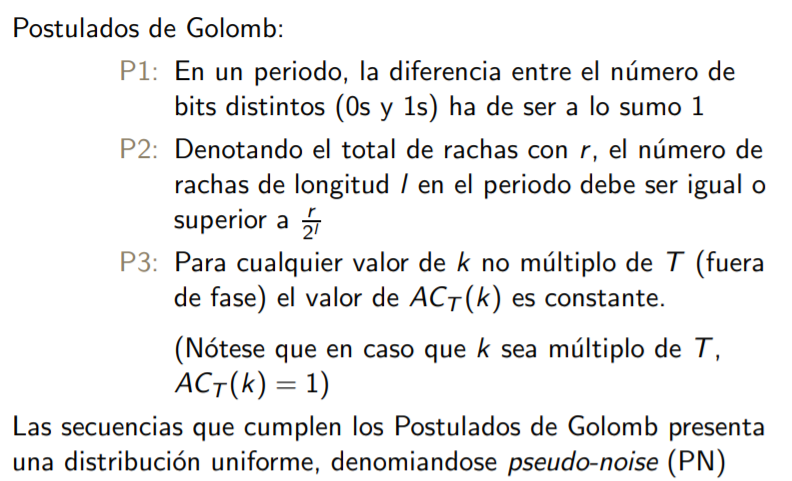 Postulados de Golomb:
P1: En un periodo, la diferencia entre el número de
bits distintos (0s y 1s) ha de ser a lo sumo 1
P2: Denotando el total de rachas con r, el número de
rachas de longitud l en el periodo debe ser igual o
superior a $\frac{r}{2^l}$
P3: Para cualquier valor de k no múltiplo de T (fuera
de fase) el valor de $AC_T(k)$ es constante.
(Nótese que en caso que k sea múltiplo de T,
$AC_T(k) = 1$)
Las secuencias que cumplen los Postulados de Golomb presenta
una distribución uniforme, denomiandose pseudo-noise (PN)